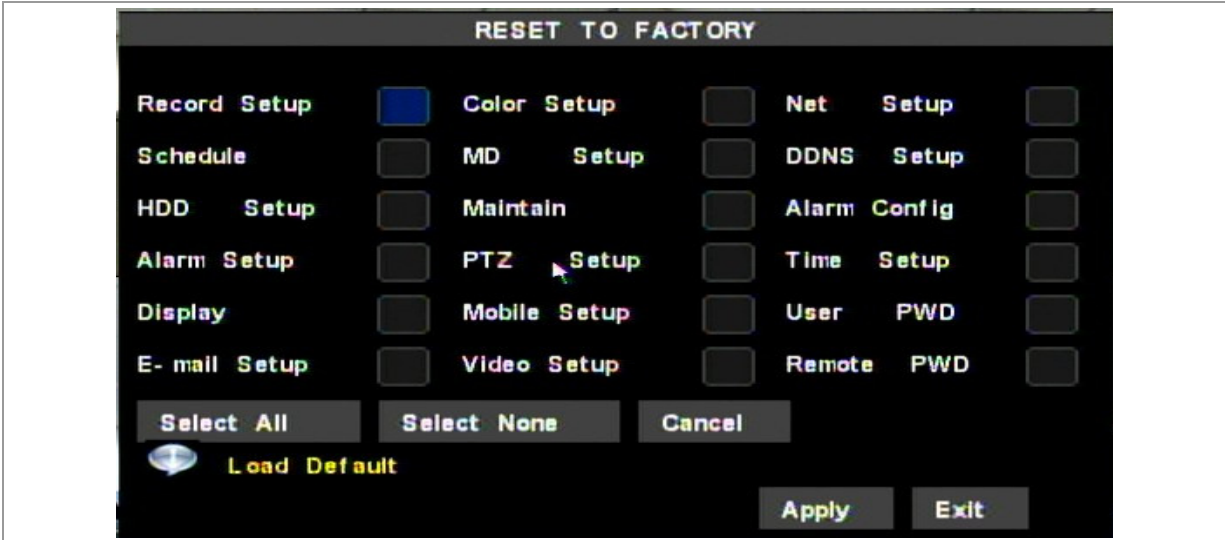 RESET TO FACTORY
Record Setup Color Setup Net Setup
Schedule MD Setup DDNS Setup
HDD Setup Maintain Alarm Config
Alarm Setup PTZ Setup Time Setup
Display Mobile Setup User PWD
E- mail Setup Video Setup Remote PWD
Select All Select None Cancel
Load Default
Apply Exit